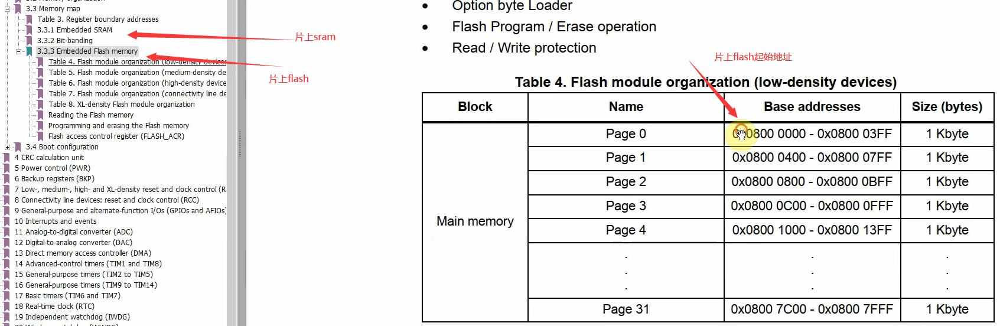 3.3 Memory map
Table 3. Register boundary addresses
3.3.1 Embedded SRAM
3.3.2 Bit banding
3.3.3 Embedded Flash memory
Table 4. Flash module organization (low-density devices
Table 5. Flash module organization (medium-density de
Table 6. Flash module organization (high-density device
Table 7. Flash module organization (connectivity line de
Table 8. XL-density Flash module organization
Reading the Flash memory
Programming and erasing the Flash memory
Flash access control register (FLASH_ACR)
3.4 Boot configuration
4 CRC calculation unit
5 Power control (PWR)
6 Backup registers (BKP)
7 Low-, medium-, high- and XL-density reset and clock control (R
8 Connectivity line devices: reset and clock control (RCC)
9 General-purpose and alternate-function I/Os (GPIOs and AFIOs)
10 Interrupts and events
11 Analog-to-digital converter (ADC)
12 Digital-to-analog converter (DAC)
13 Direct memory access controller (DMA)
14 Advanced-control timers (TIM1 and TIM8)
15 General-purpose timers (TIM2 to TIM5)
16 General-purpose timers (TIM9 to TIM14)
17 Basic timers (TIM6 and TIM7)
18 Real-time clock (RTC)
19 Independent watchdog (IWDG)
片上sram
片上flash
• Option byte Loader
• Flash Program / Erase operation
• Read / Write protection
片上flash起始地址
Table 4. Flash module organization (low-density devices)
Block Name Base addresses Size (bytes)
Main memory
Page 0 0x0800 0000 - 0x0800 03FF 1 Kbyte
Page 1 0x0800 0400 - 0x0800 07FF 1 Kbyte
Page 2 0x0800 0800 - 0x0800 0BFF 1 Kbyte
Page 3 0x0800 0C00 - 0x0800 0FFF 1 Kbyte
Page 4 0x0800 1000 - 0x0800 13FF 1 Kbyte
. . .
. . .
. . .
Page 31 0x0800 7C00 - 0x0800 7FFF 1 Kbyte